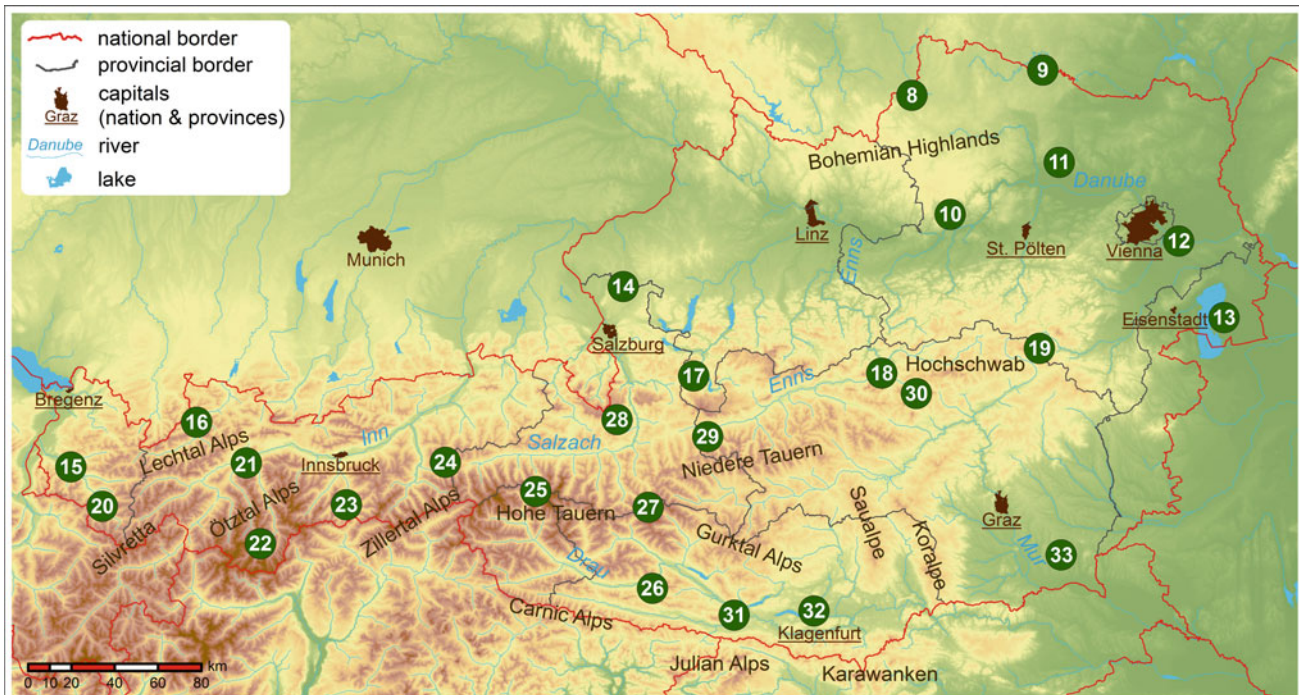 national border
provincial border
capitals
Graz
(nation & provinces)
Danube
river
lake
9
8
Bohemian Highlands
11
Danube
10
Linz
Enns
St. Pölten
Vienna
12
Munich
14
Salzburg
Eisenstadt
13
17
Enns
18
Hochschwab
19
30
Bregenz
16
Lechtal Alps
Inn
28
Salzach
29
Niedere Tauern
15
21
Innsbruck
24
20
Silvretta
Ötztal Alps
23
Zillertal Alps
25
Hohe Tauern
27
Gurktal Alps
Saualpe
Koralpe
Graz
Mur
33
22
Drau
26
Carnic Alps
31
32
Klagenfurt
Julian Alps
Karawanken
km
0 10 20 40 60 80